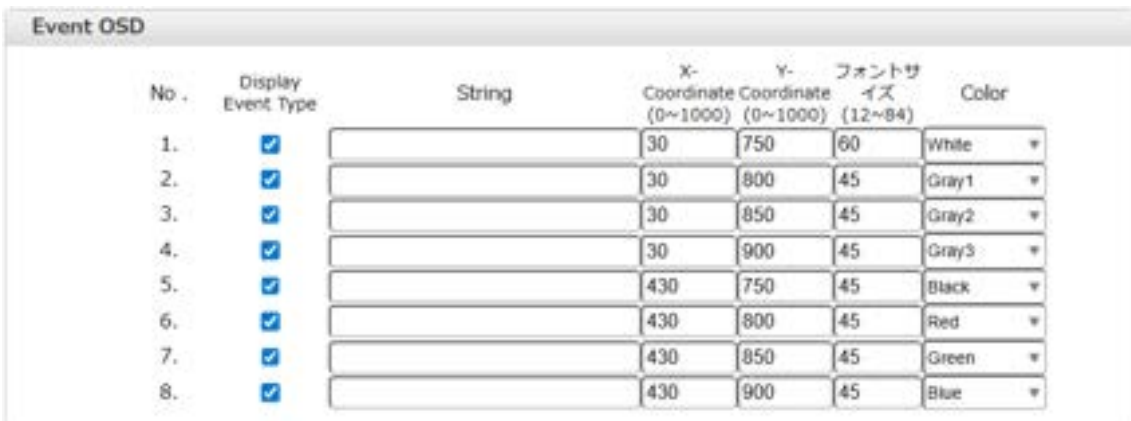 Event OSD
No . Display Event Type String X-Coordinate (0~1000) Y-Coordinate (0~1000) フォントサイズ (12~84) Color
1. 30 750 60 White
2. 30 800 45 Gray1
3. 30 850 45 Gray2
4. 30 900 45 Gray3
5. 430 750 45 Black
6. 430 800 45 Red
7. 430 850 45 Green
8. 430 900 45 Blue